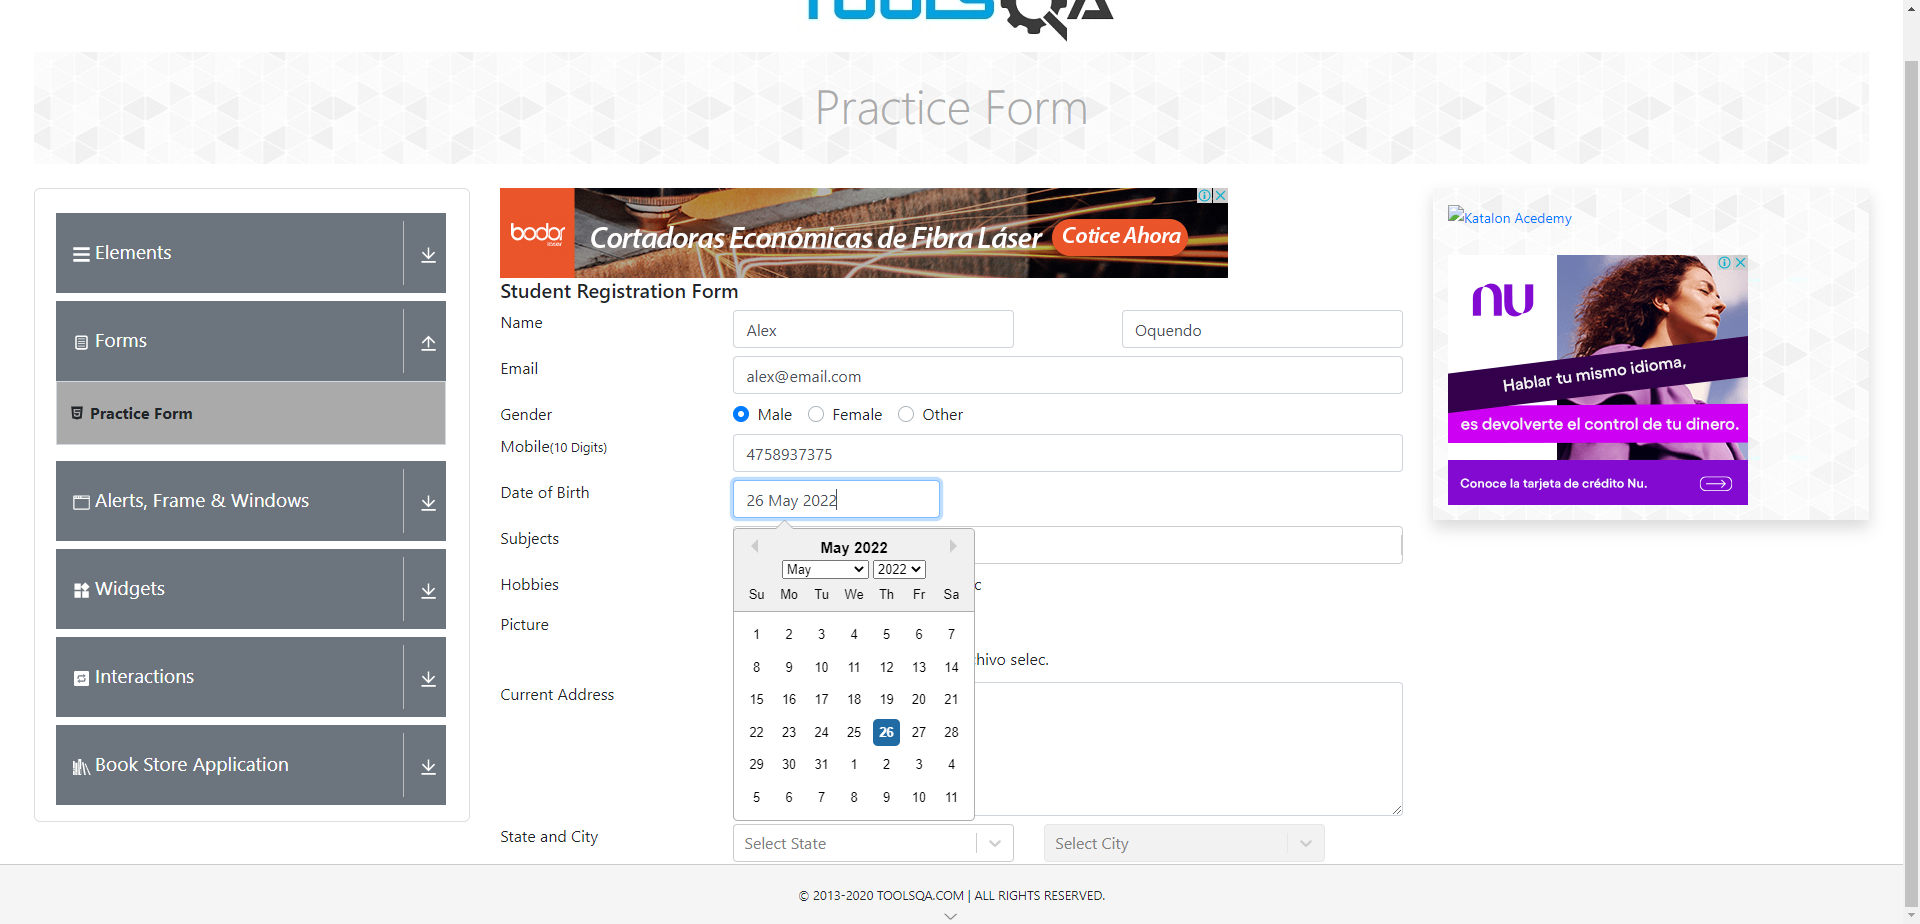 TOOLSQA
Practice Form
Elements
Forms
Practice Form
Alerts, Frame & Windows
Widgets
Interactions
Book Store Application
bodor
laser
Cortadoras Económicas de Fibra Láser
Cotice Ahora
Student Registration Form
Name
Alex
Oquendo
Email
alex@email.com
Gender
Male
Female
Other
Mobile(10 Digits)
4758937375
Date of Birth
26 May 2022
Subjects
Hobbies
c
Picture
hivo selec.
Current Address
May 2022
May 2022
Su Mo Tu We Th Fr Sa
1 2 3 4 5 6 7
8 9 10 11 12 13 14
15 16 17 18 19 20 21
22 23 24 25 26 27 28
29 30 31 1 2 3 4
5 6 7 8 9 10 11
State and City
Select State
Select City
Katalon Acedemy
nu
Hablar tu mismo idioma,
es devolverte el control de tu dinero.
Conoce la tarjeta de crédito Nu.
© 2013-2020 TOOLSQA.COM | ALL RIGHTS RESERVED.